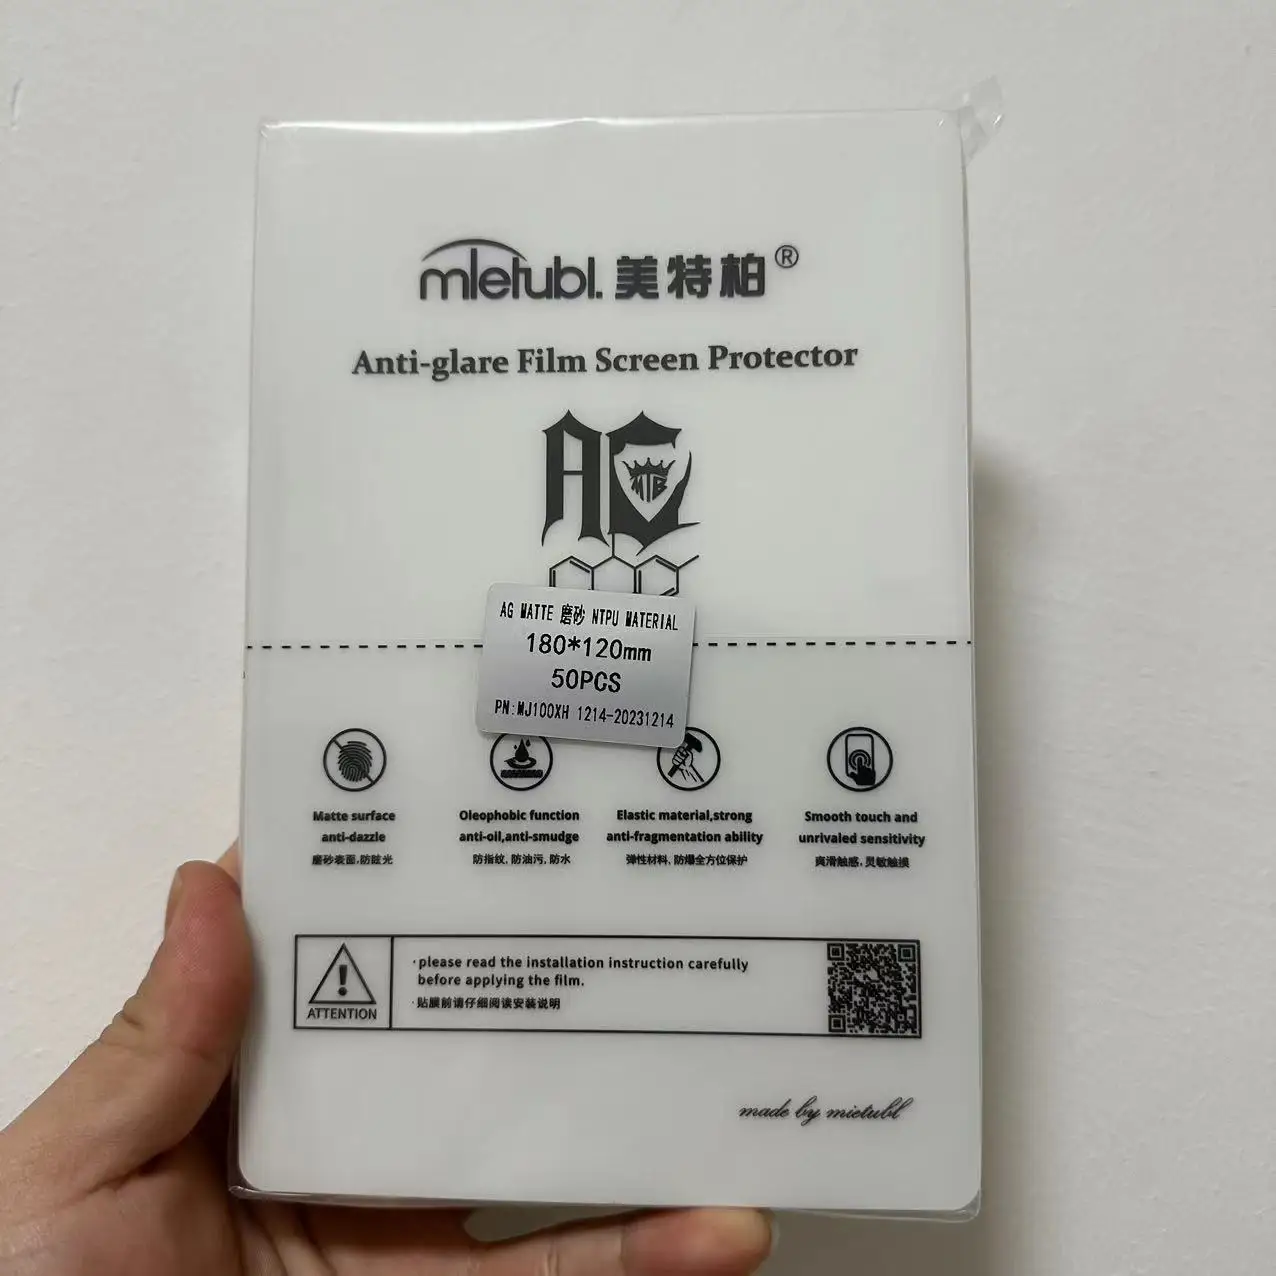 mietubl. 美特柏®
Anti-glare Film Screen Protector
AG
MTB
AG MATTE 磨砂 NTPU MATERIAL
180*120mm
50PCS
PN:MJ100XH 1214-20231214
Matte surface
anti-dazzle
磨砂表面,防眩光
Oleophobic function
anti-oil,anti-smudge
防指纹, 防油污, 防水
Elastic material,strong
anti-fragmentation ability
弹性材料, 防爆全方位保护
Smooth touch and
unrivaled sensitivity
爽滑触感, 灵敏触摸
ATTENTION
·please read the installation instruction carefully
before applying the film.
·贴膜前请仔细阅读安装说明
made by mietubl